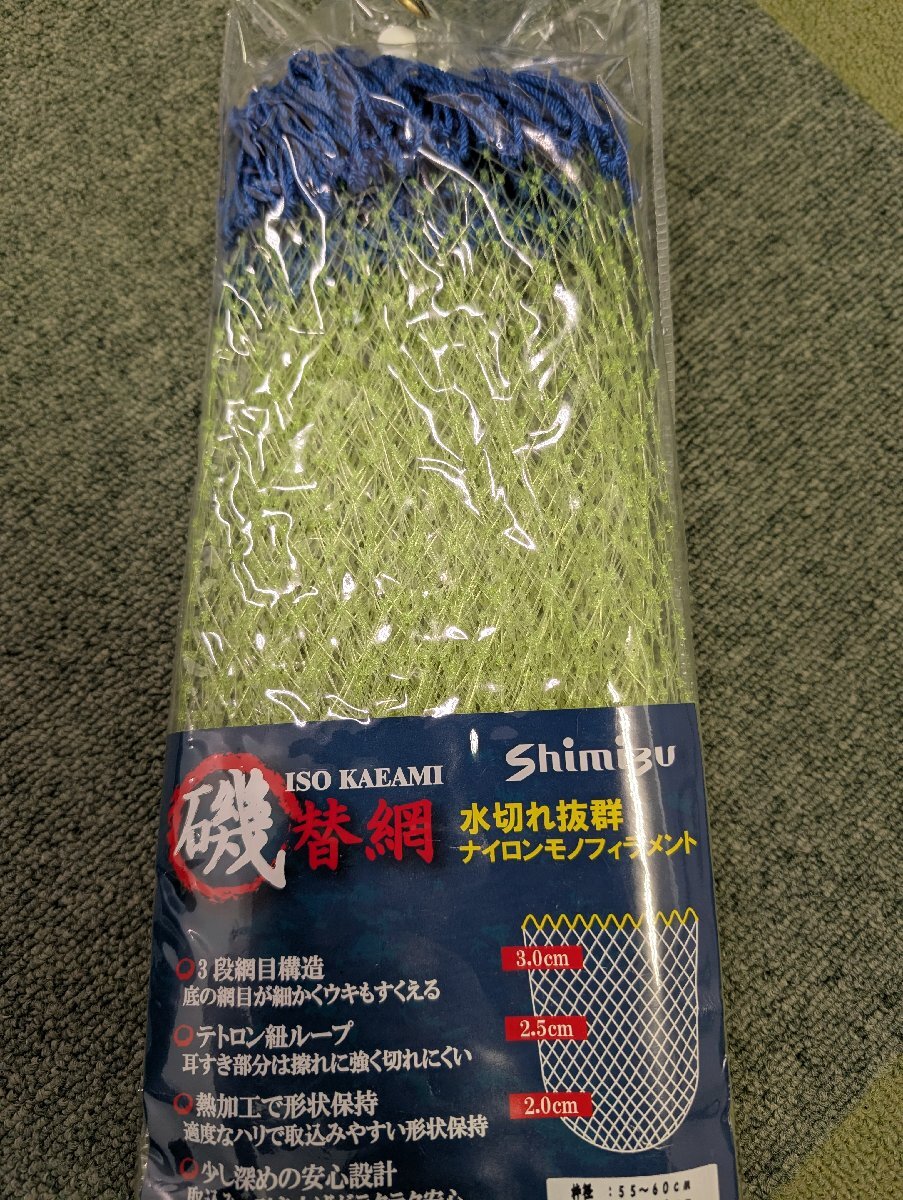 Shimizu
ISO KAEAMI
磯替網
水切れ抜群
ナイロンモノフィラメント
3.0cm
2.5cm
2.0cm
○3段網目構造
底の網目が細かくウキもすくえる
○テトロン紐ループ
耳すき部分は擦れに強く切れにくい
○熱加工で形状保持
適度なハリで取込みやすい形状保持
○少し深めの安心設計
枠径 :55~60cm